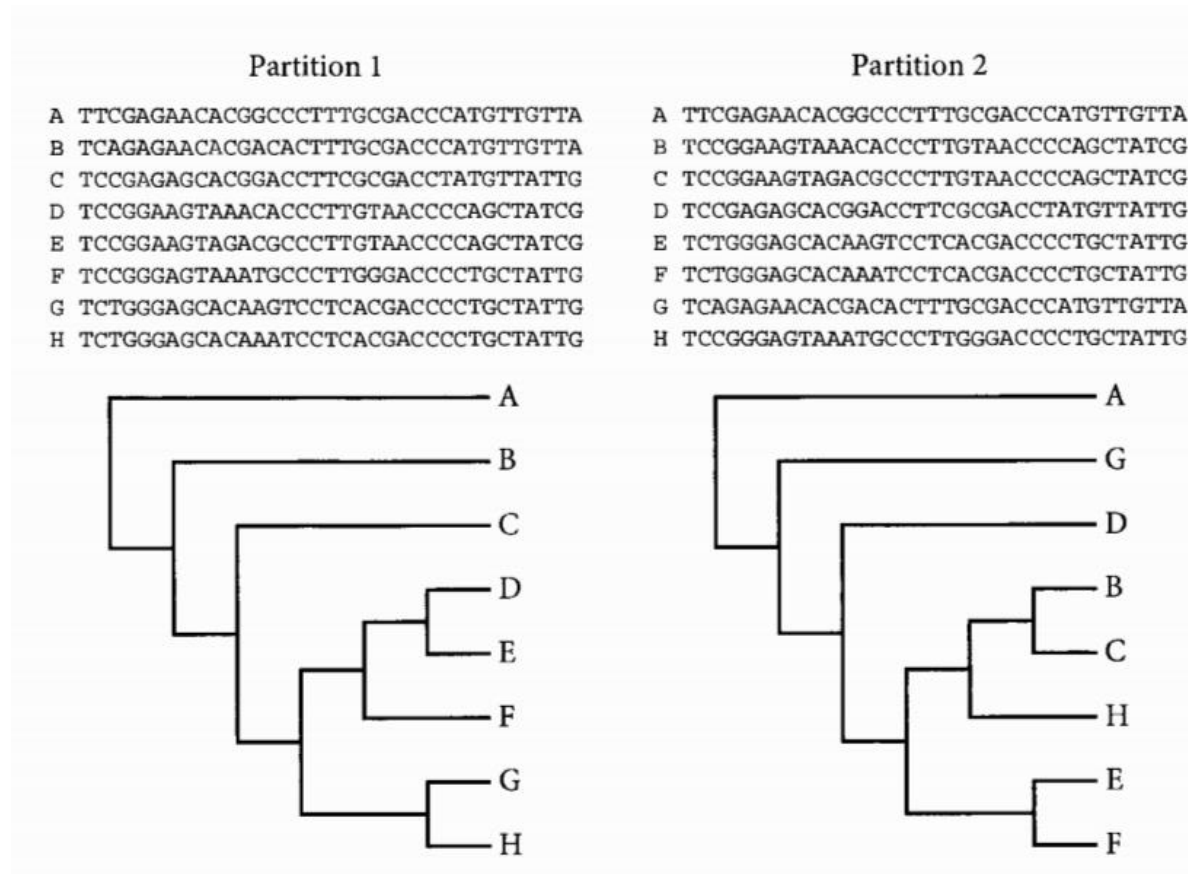 Partition 1
A TTCGAGAACACGGCCCTTTGCGACCCATGTTGTTA
B TCAGAGAACACGACACTTTGCGACCCATGTTGTTA
C TCCGAGAGCACGGACCTTCGCGACCTATGTTATTG
D TCCGGAAGTAAACACCCTTGTAACCCCAGCTATCG
E TCCGGAAGTAGACGCCCTTGTAACCCCAGCTATCG
F TCCGGGAGTAAATGCCCTTGGGACCCCTGCTATTG
G TCTGGGAGCACAAGTCCTCACGACCCCTGCTATTG
H TCTGGGAGCACAAATCCTCACGACCCCTGCTATTG
A
B
C
D
E
F
G
H
Partition 2
A TTCGAGAACACGGCCCTTTGCGACCCATGTTGTTA
B TCCGGAAGTAAACACCCTTGTAACCCCAGCTATCG
C TCCGGAAGTAGACGCCCTTGTAACCCCAGCTATCG
D TCCGAGAGCACGGACCTTCGCGACCTATGTTATTG
E TCTGGGAGCACAAGTCCTCACGACCCCTGCTATTG
F TCTGGGAGCACAAATCCTCACGACCCCTGCTATTG
G TCAGAGAACACGACACTTTGCGACCCATGTTGTTA
H TCCGGGAGTAAATGCCCTTGGGACCCCTGCTATTG
A
G
D
B
C
H
E
F